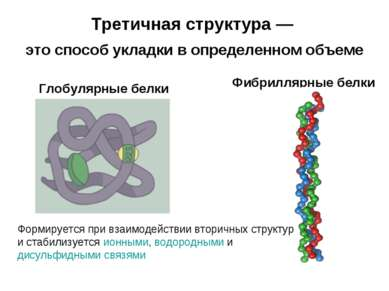 Третичная структура —
это способ укладки в определенном объеме
Глобулярные белки
Фибриллярные белки
Формируется при взаимодействии вторичных структур
и стабилизуется ионными, водородными и
дисульфидными связями